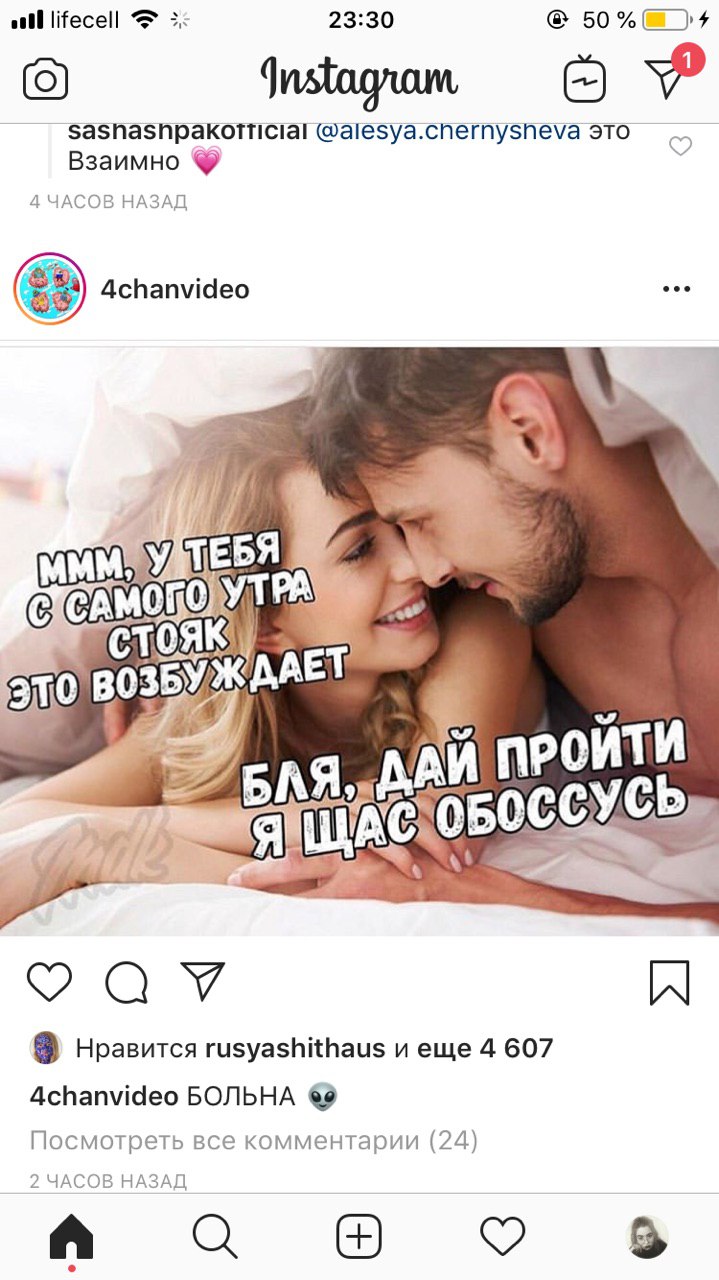 lifecell
23:30
50 %
Instagram
1
sashashpakofficial @alesya.chernysheva это
Взаимно 💗
4 ЧАСОВ НАЗАД
4chanvideo
МММ, У ТЕБЯ
С САМОГО УТРА
СТОЯК
ЭТО ВОЗБУЖДАЕТ
БЛЯ, ДАЙ ПРОЙТИ
Я ЩАС ОБОССУСЬ
Нравится rusyashithaus и еще 4 607
4chanvideo БОЛЬНА 👽
Посмотреть все комментарии (24)
2 ЧАСОВ НАЗАД